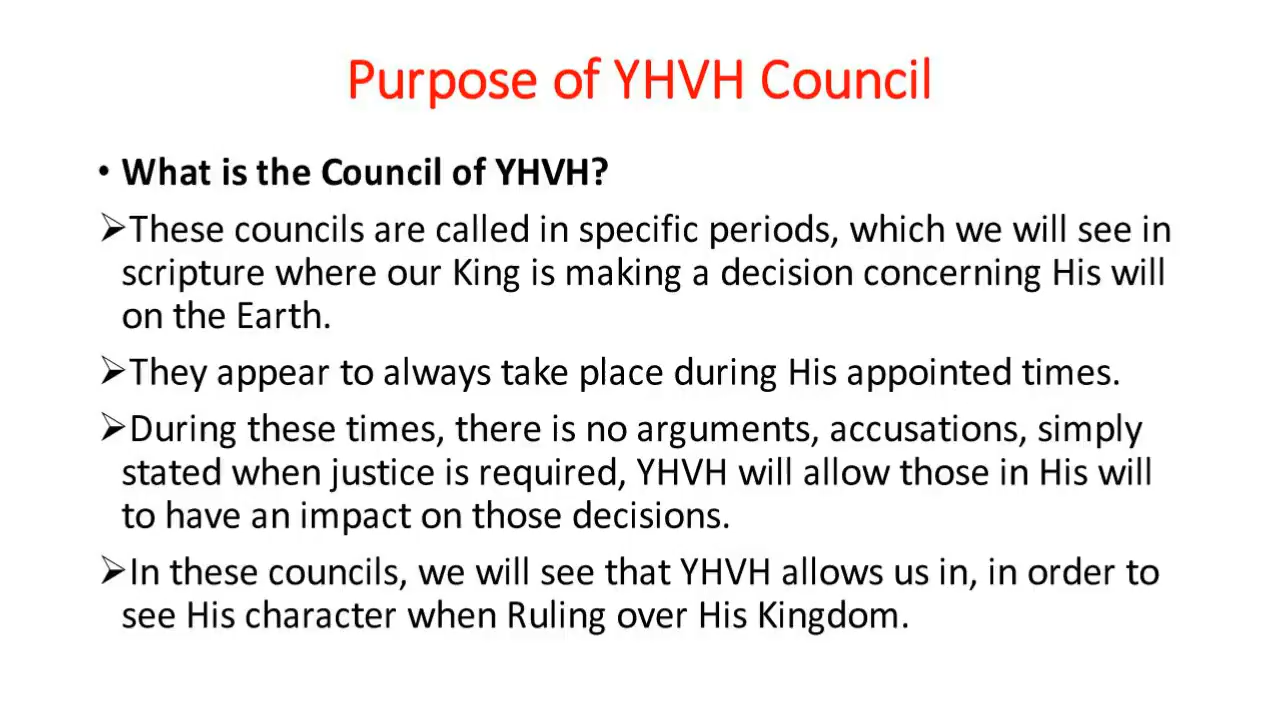 Purpose of YHVH Council
• What is the Council of YHVH?
➢These councils are called in specific periods, which we will see in
scripture where our King is making a decision concerning His will
on the Earth.
➢They appear to always take place during His appointed times.
➢During these times, there is no arguments, accusations, simply
stated when justice is required, YHVH will allow those in His will
to have an impact on those decisions.
➢In these councils, we will see that YHVH allows us in, in order to
see His character when Ruling over His Kingdom.